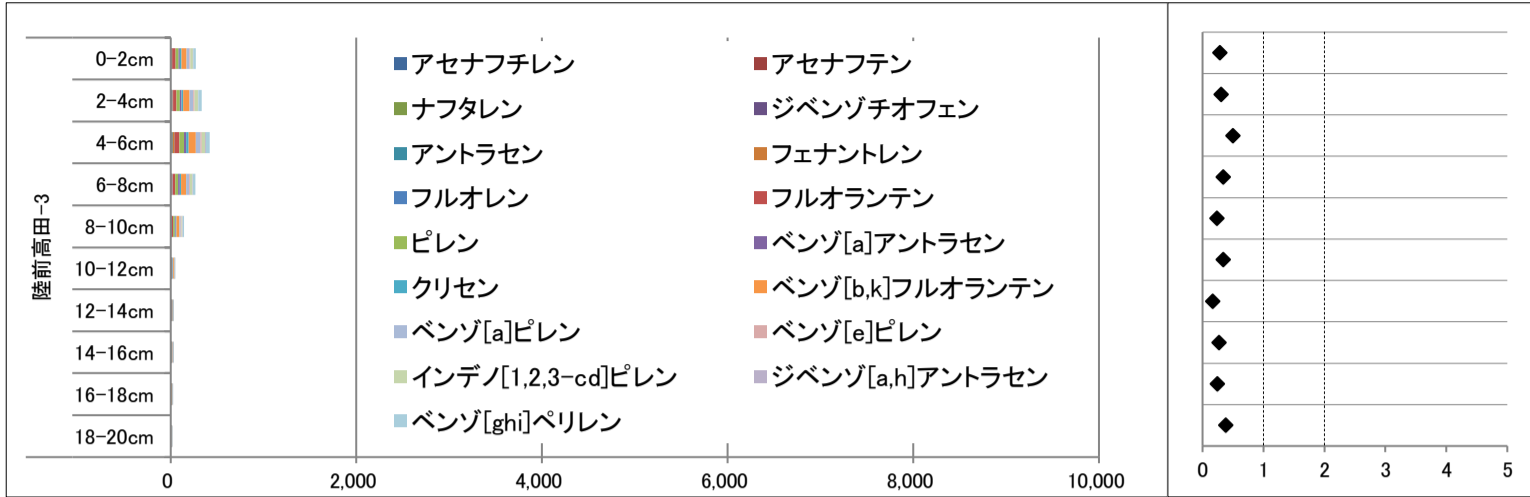 陸前高田-3
0-2cm
2-4cm
4-6cm
6-8cm
8-10cm
10-12cm
12-14cm
14-16cm
16-18cm
18-20cm
アセナフチレン アセナフテン
ナフタレン ジベンゾチオフェン
アントラセン フェナントレン
フルオレン フルオランテン
ピレン ベンゾ[a]アントラセン
クリセン ベンゾ[b,k]フルオランテン
ベンゾ[a]ピレン ベンゾ[e]ピレン
インデノ[1,2,3-cd]ピレン ジベンゾ[a,h]アントラセン
ベンゾ[ghi]ペリレン
0 2,000 4,000 6,000 8,000 10,000
0 1 2 3 4 5